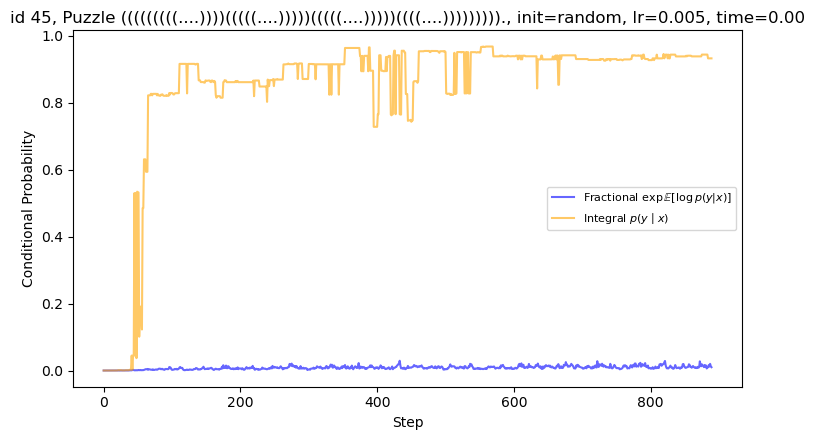 id 45, Puzzle (((((((((....))))(((((....)))))(((((....)))))((((....)))))))))., init=random, lr=0.005, time=0.00
Conditional Probability
1.0
0.8
0.6
0.4
0.2
0.0
Fractional exp𝔼[log p(y|x)]
Integral p(y | x)
0 200 400 600 800
Step